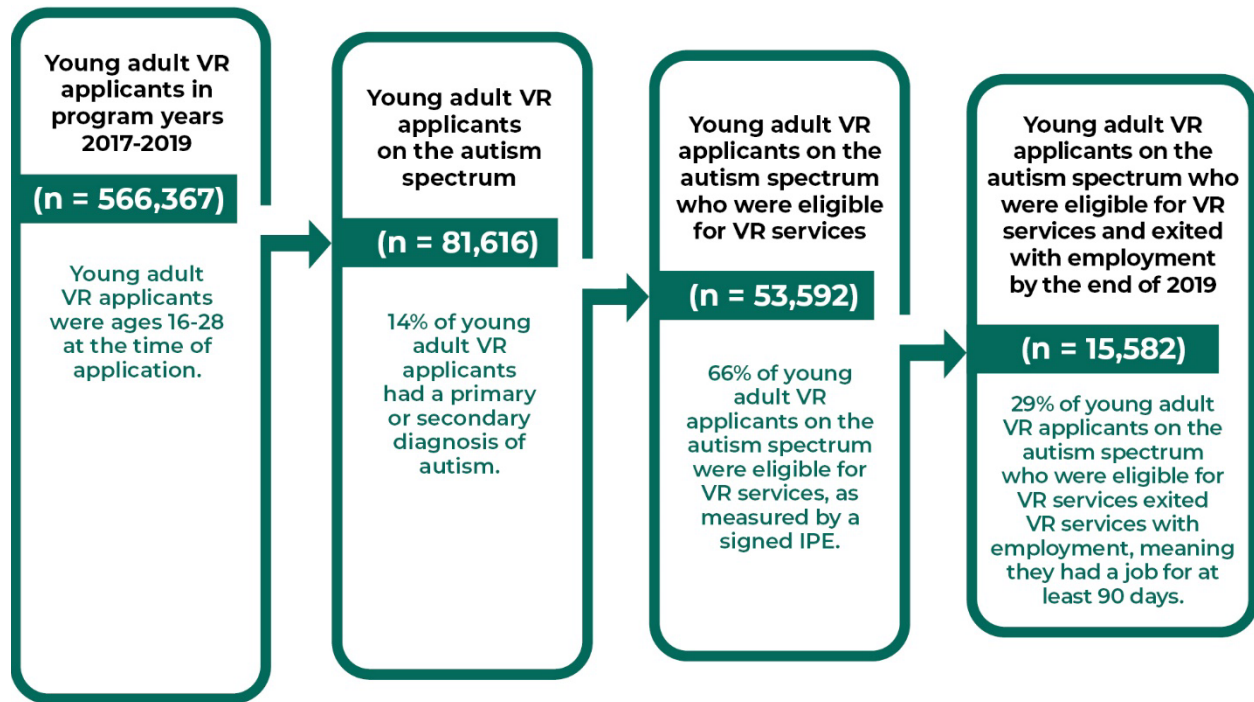 Young adult VR
applicants in
program years
2017-2019
(n = 566,367)
Young adult
VR applicants
were ages 16-28
at the time of
application.
Young adult VR
applicants
on the autism
spectrum
(n = 81,616)
14% of young
adult VR
applicants
had a primary
or secondary
diagnosis of
autism.
Young adult VR
applicants on the
autism spectrum
who were eligible
for VR services
(n = 53,592)
66% of young
adult VR
applicants on the
autism spectrum
were eligible for
VR services, as
measured by a
signed IPE.
Young adult VR
applicants on the
autism spectrum who
were eligible for VR
services and exited
with employment
by the end of 2019
(n = 15,582)
29% of young adult
VR applicants on the
autism spectrum
who were eligible for
VR services exited
VR services with
employment, meaning
they had a job for at
least 90 days.